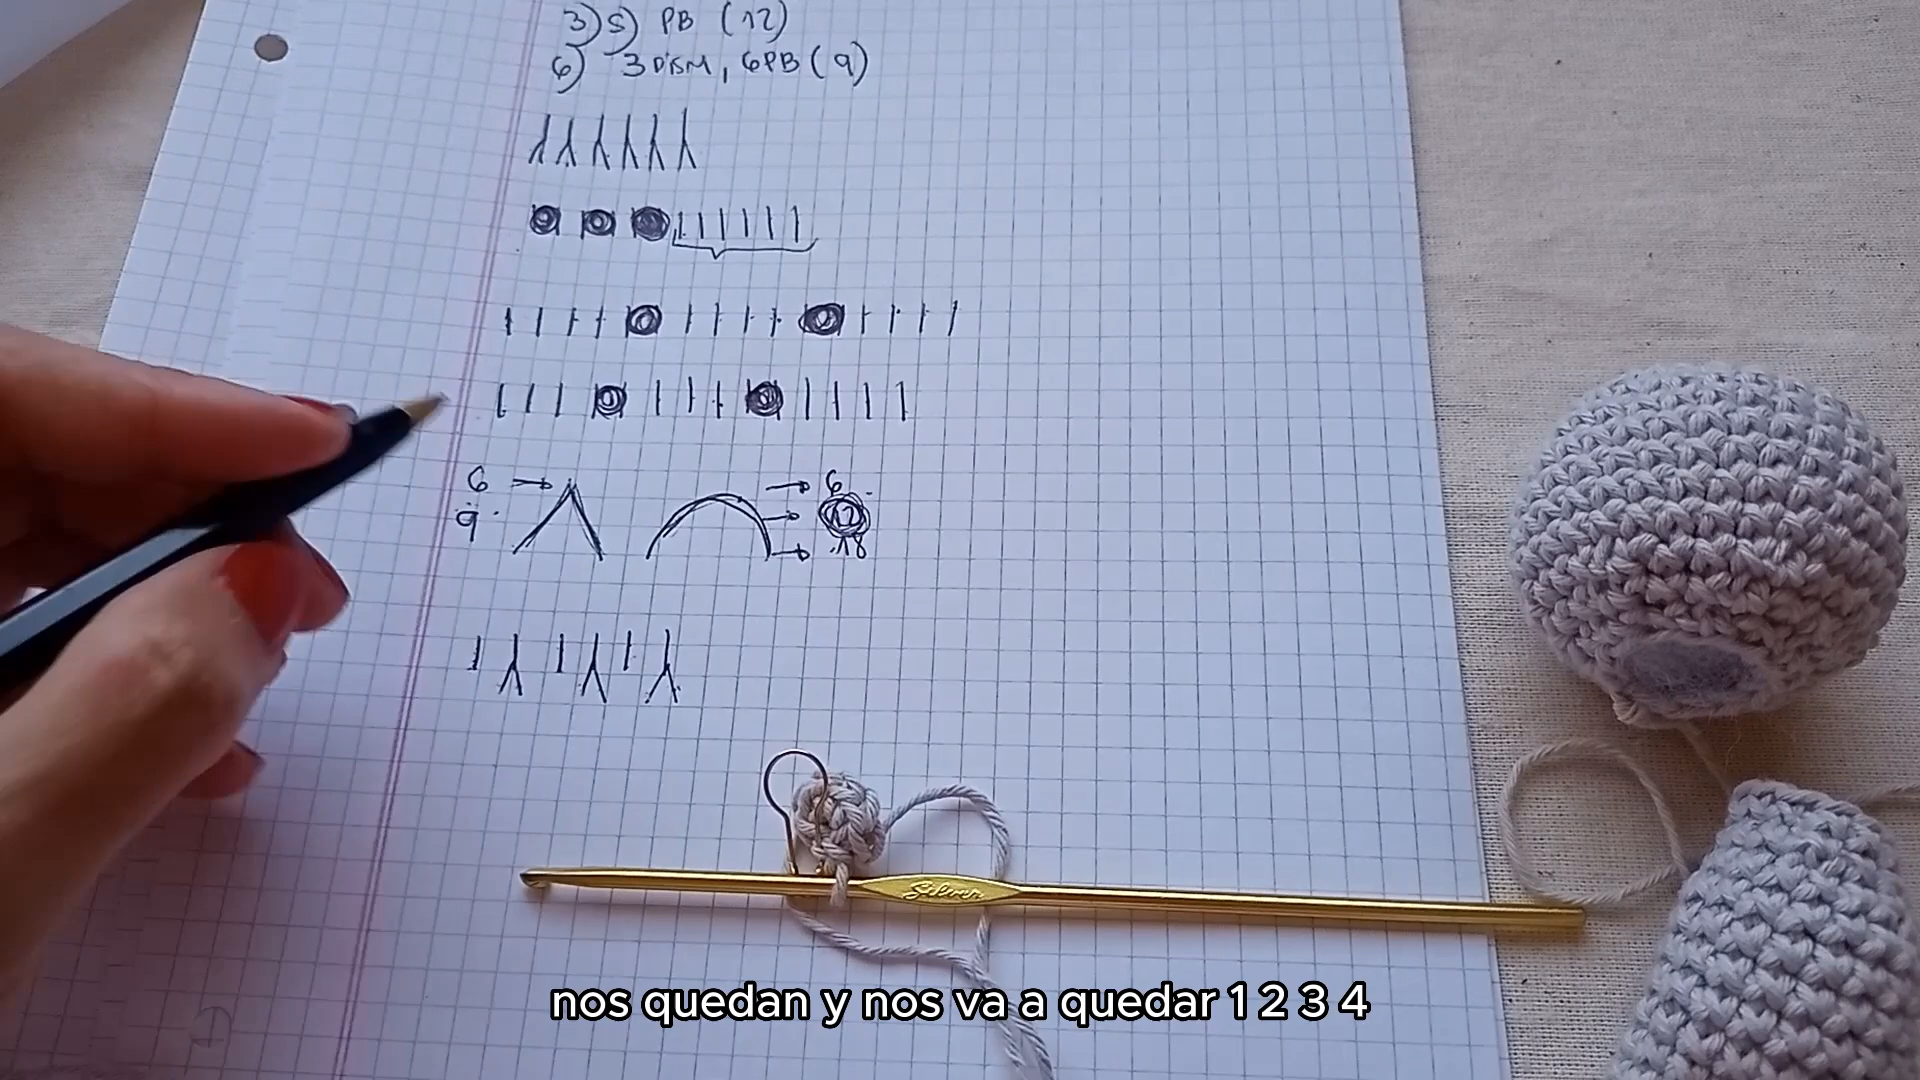 3)5) PB (12)
6) 3 DISM, 6PB (9)
6
9
6
12
18
Silver
nos quedan y nos va a quedar 1 2 3 4